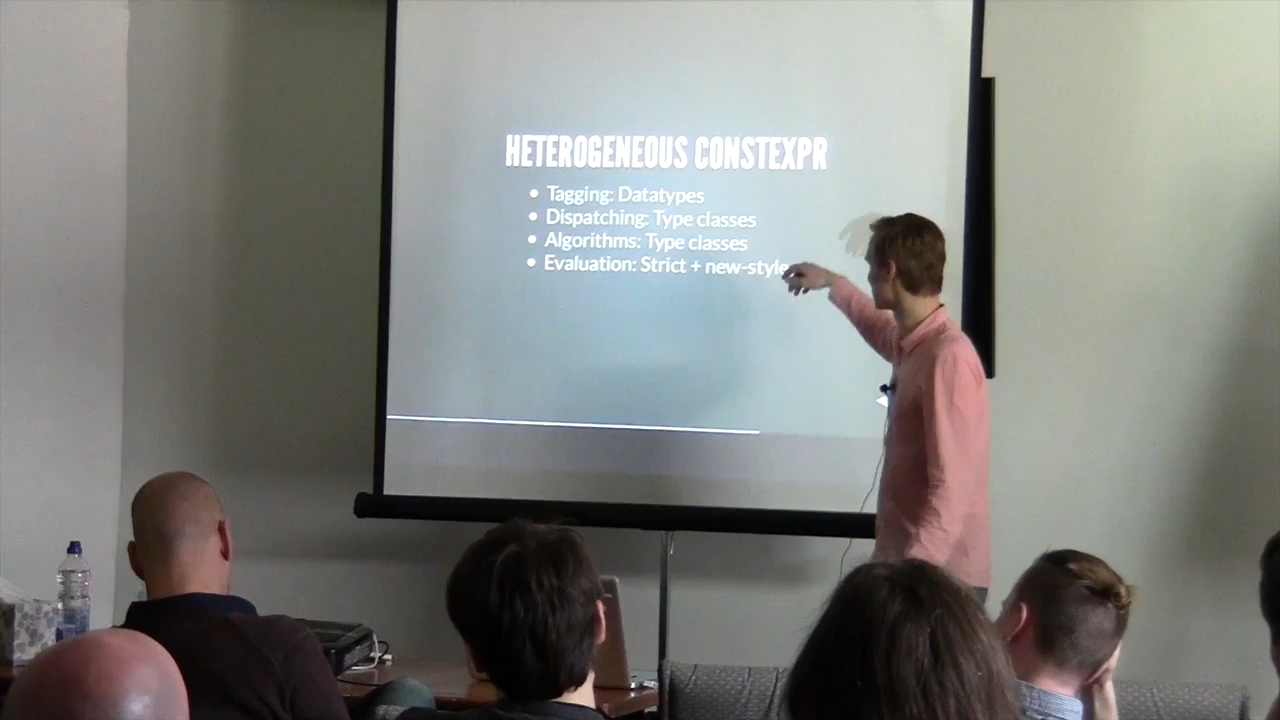 HETEROGENEOUS CONSTEXPR
Tagging: Datatypes
Dispatching: Type classes
Algorithms: Type classes
Evaluation: Strict + new-style